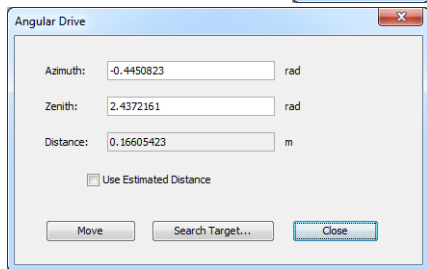 Angular Drive
Azimuth: -0.4450823 rad
Zenith: 2.4372161 rad
Distance: 0.16605423 m
Use Estimated Distance
Move Search Target... Close